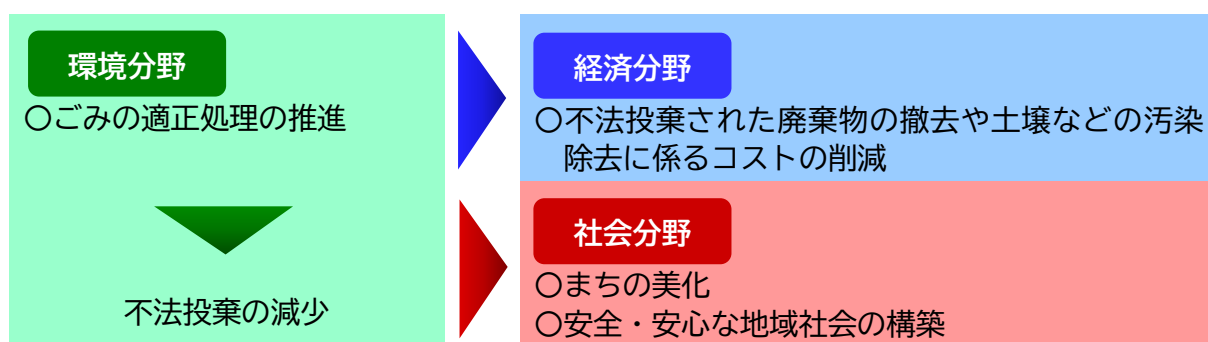 環境分野
〇ごみの適正処理の推進
不法投棄の減少
経済分野
〇不法投棄された廃棄物の撤去や土壌などの汚染
除去に係るコストの削減
社会分野
〇まちの美化
〇安全・安心な地域社会の構築